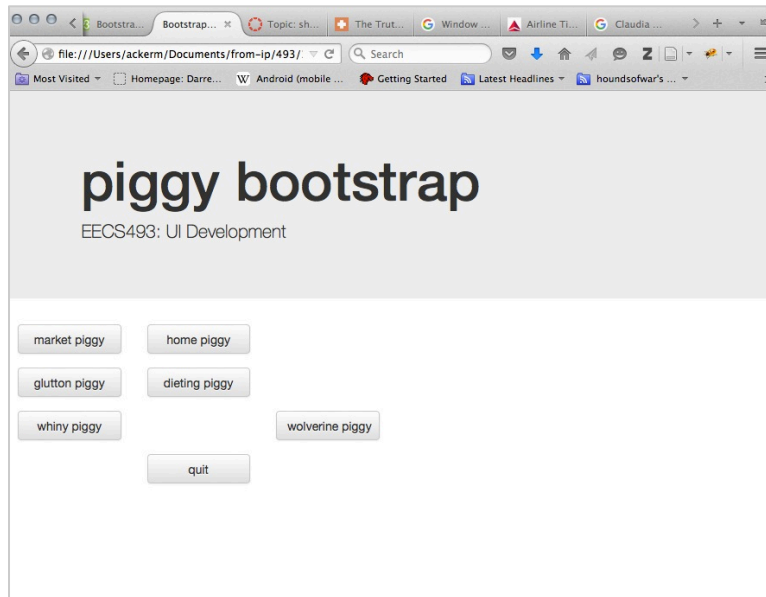 Bootstra... Bootstrap... Topic: sh... The Trut... Window ... Airline Ti... Claudia ...
file:///Users/ackerm/Documents/from-ip/493/ Search
Most Visited Homepage: Darre... Android (mobile ... Getting Started Latest Headlines houndsofwar's ...
piggy bootstrap
EECS493: UI Development
market piggy home piggy
glutton piggy dieting piggy
whiny piggy wolverine piggy
quit